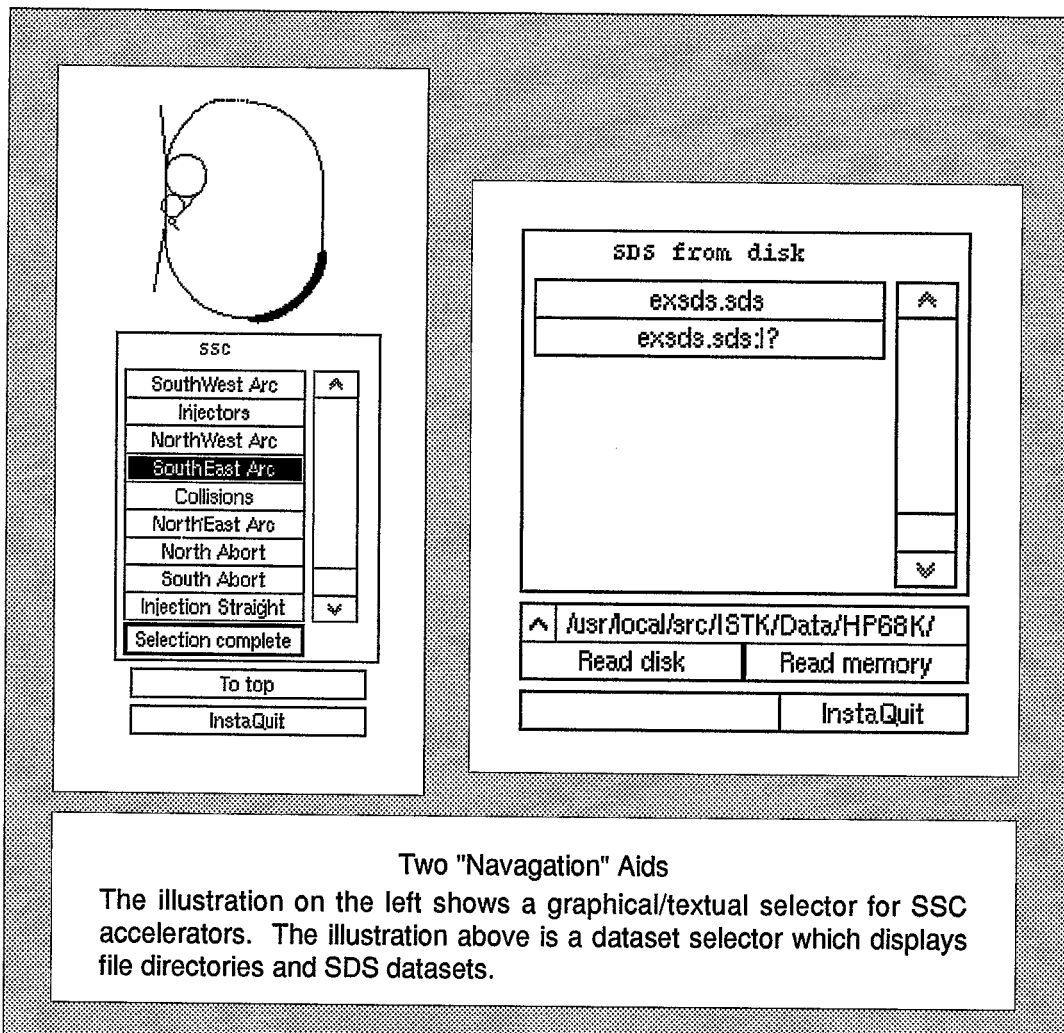 ssc
SouthWest Arc
Injectors
NorthWest Arc
SouthEast Arc
Collisions
NorthEast Arc
North Abort
South Abort
Injection Straight
Selection complete
To top
InstaQuit
SDS from disk
exsds.sds
exsds.sds:1?
/usr/local/src/ISTK/Data/HP68K/
Read disk
Read memory
InstaQuit
Two "Navagation" Aids
The illustration on the left shows a graphical/textual selector for SSC
accelerators. The illustration above is a dataset selector which displays
file directories and SDS datasets.